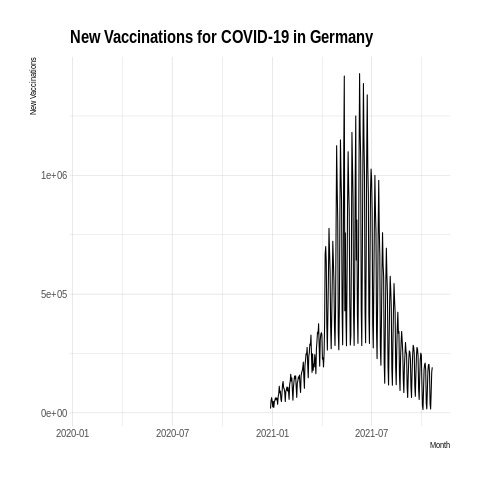 New Vaccinations for COVID-19 in Germany
New Vaccinations
1e+06
5e+05
0e+00
2020-01
2020-07
2021-01
2021-07
Month